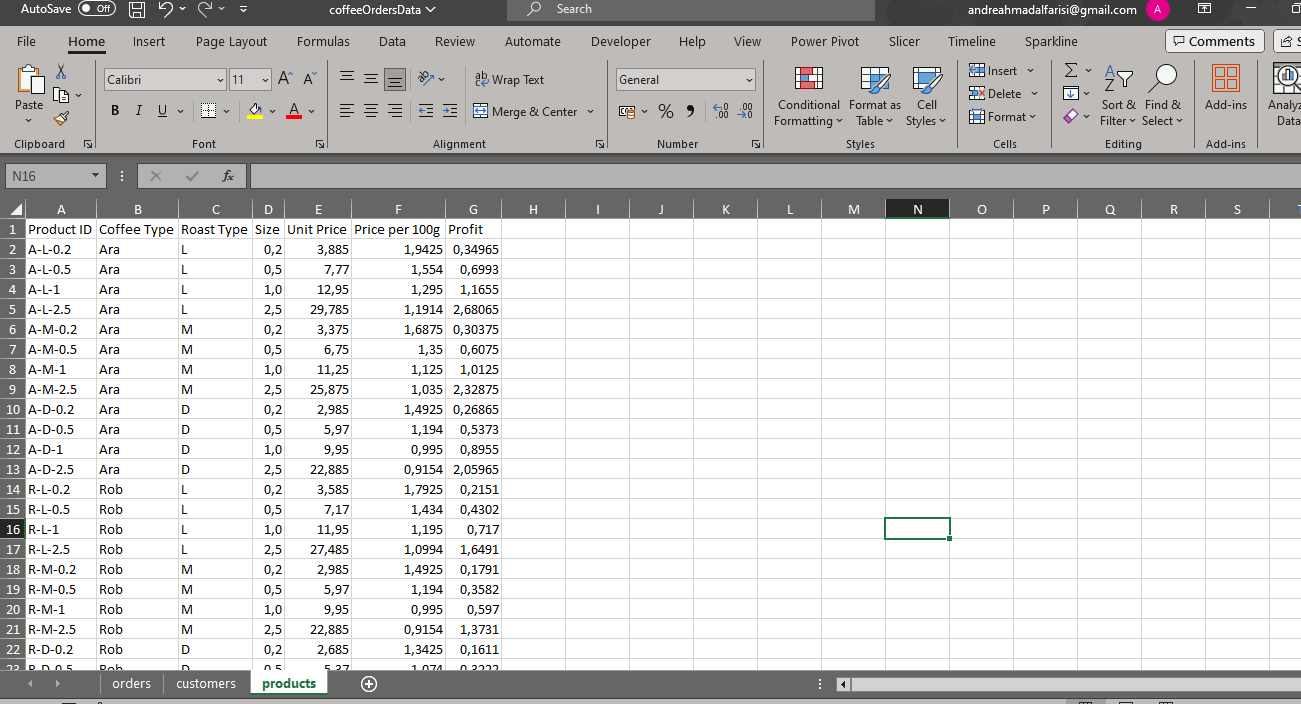 AutoSave Off coffeeOrdersData Search andreahmadalfarisi@gmail.com A
File Home Insert Page Layout Formulas Data Review Automate Developer Help View Power Pivot Slicer Timeline Sparkline Comments
Calibri 11 Wrap Text General Insert
Paste Delete
B I U Merge & Center Conditional Formatting Format as Table Cell Styles Format Sort & Filter Find & Select Add-ins Analyz Data
Clipboard Font Alignment Number Styles Cells Editing Add-ins
N16 fx
A B C D E F G H I J K L M N O P Q R S T
1 Product ID Coffee Type Roast Type Size Unit Price Price per 100g Profit
2 A-L-0.2 Ara L 0,2 3,885 1,9425 0,34965
3 A-L-0.5 Ara L 0,5 7,77 1,554 0,6993
4 A-L-1 Ara L 1,0 12,95 1,295 1,1655
5 A-L-2.5 Ara L 2,5 29,785 1,1914 2,68065
6 A-M-0.2 Ara M 0,2 3,375 1,6875 0,30375
7 A-M-0.5 Ara M 0,5 6,75 1,35 0,6075
8 A-M-1 Ara M 1,0 11,25 1,125 1,0125
9 A-M-2.5 Ara M 2,5 25,875 1,035 2,32875
10 A-D-0.2 Ara D 0,2 2,985 1,4925 0,26865
11 A-D-0.5 Ara D 0,5 5,97 1,194 0,5373
12 A-D-1 Ara D 1,0 9,95 0,995 0,8955
13 A-D-2.5 Ara D 2,5 22,885 0,9154 2,05965
14 R-L-0.2 Rob L 0,2 3,585 1,7925 0,2151
15 R-L-0.5 Rob L 0,5 7,17 1,434 0,4302
16 R-L-1 Rob L 1,0 11,95 1,195 0,717
17 R-L-2.5 Rob L 2,5 27,485 1,0994 1,6491
18 R-M-0.2 Rob M 0,2 2,985 1,4925 0,1791
19 R-M-0.5 Rob M 0,5 5,97 1,194 0,3582
20 R-M-1 Rob M 1,0 9,95 0,995 0,597
21 R-M-2.5 Rob M 2,5 22,885 0,9154 1,3731
22 R-D-0.2 Rob D 0,2 2,685 1,3425 0,1611
23 R-D-0.5 Rob D 0,5 5,37 1,074 0,3222
orders customers products